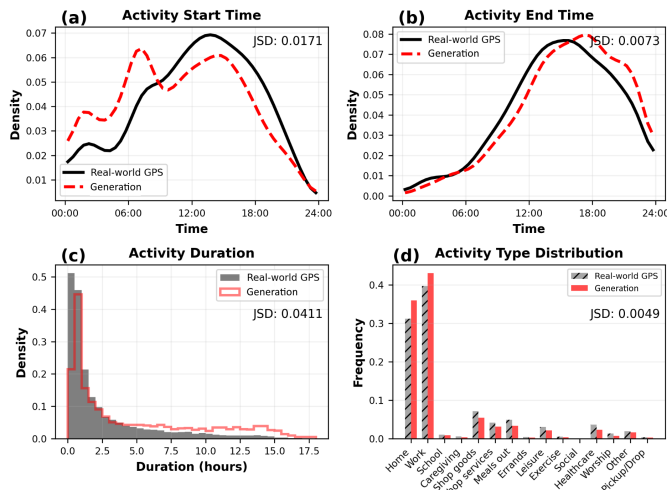 (a) Activity Start Time
JSD: 0.0171
Density
0.07
0.06
0.05
0.04
0.03
0.02
0.01
Real-world GPS
Generation
00:00 06:00 12:00 18:00 24:00
Time
(b) Activity End Time
JSD: 0.0073
Density
0.08
0.07
0.06
0.05
0.04
0.03
0.02
0.01
0.00
Real-world GPS
Generation
00:00 06:00 12:00 18:00 24:00
Time
(c) Activity Duration
Real-world GPS
Generation
JSD: 0.0411
Density
0.5
0.4
0.3
0.2
0.1
0.0
0.0 2.5 5.0 7.5 10.0 12.5 15.0 17.5
Duration (hours)
(d) Activity Type Distribution
Real-world GPS
Generation
JSD: 0.0049
Frequency
0.4
0.3
0.2
0.1
0.0
Home
Work
School
Caregiving
Shop goods
hop services
Meals out
Errands
Leisure
Exercise
Social
Healthcare
Worship
Other
Pickup/Drop